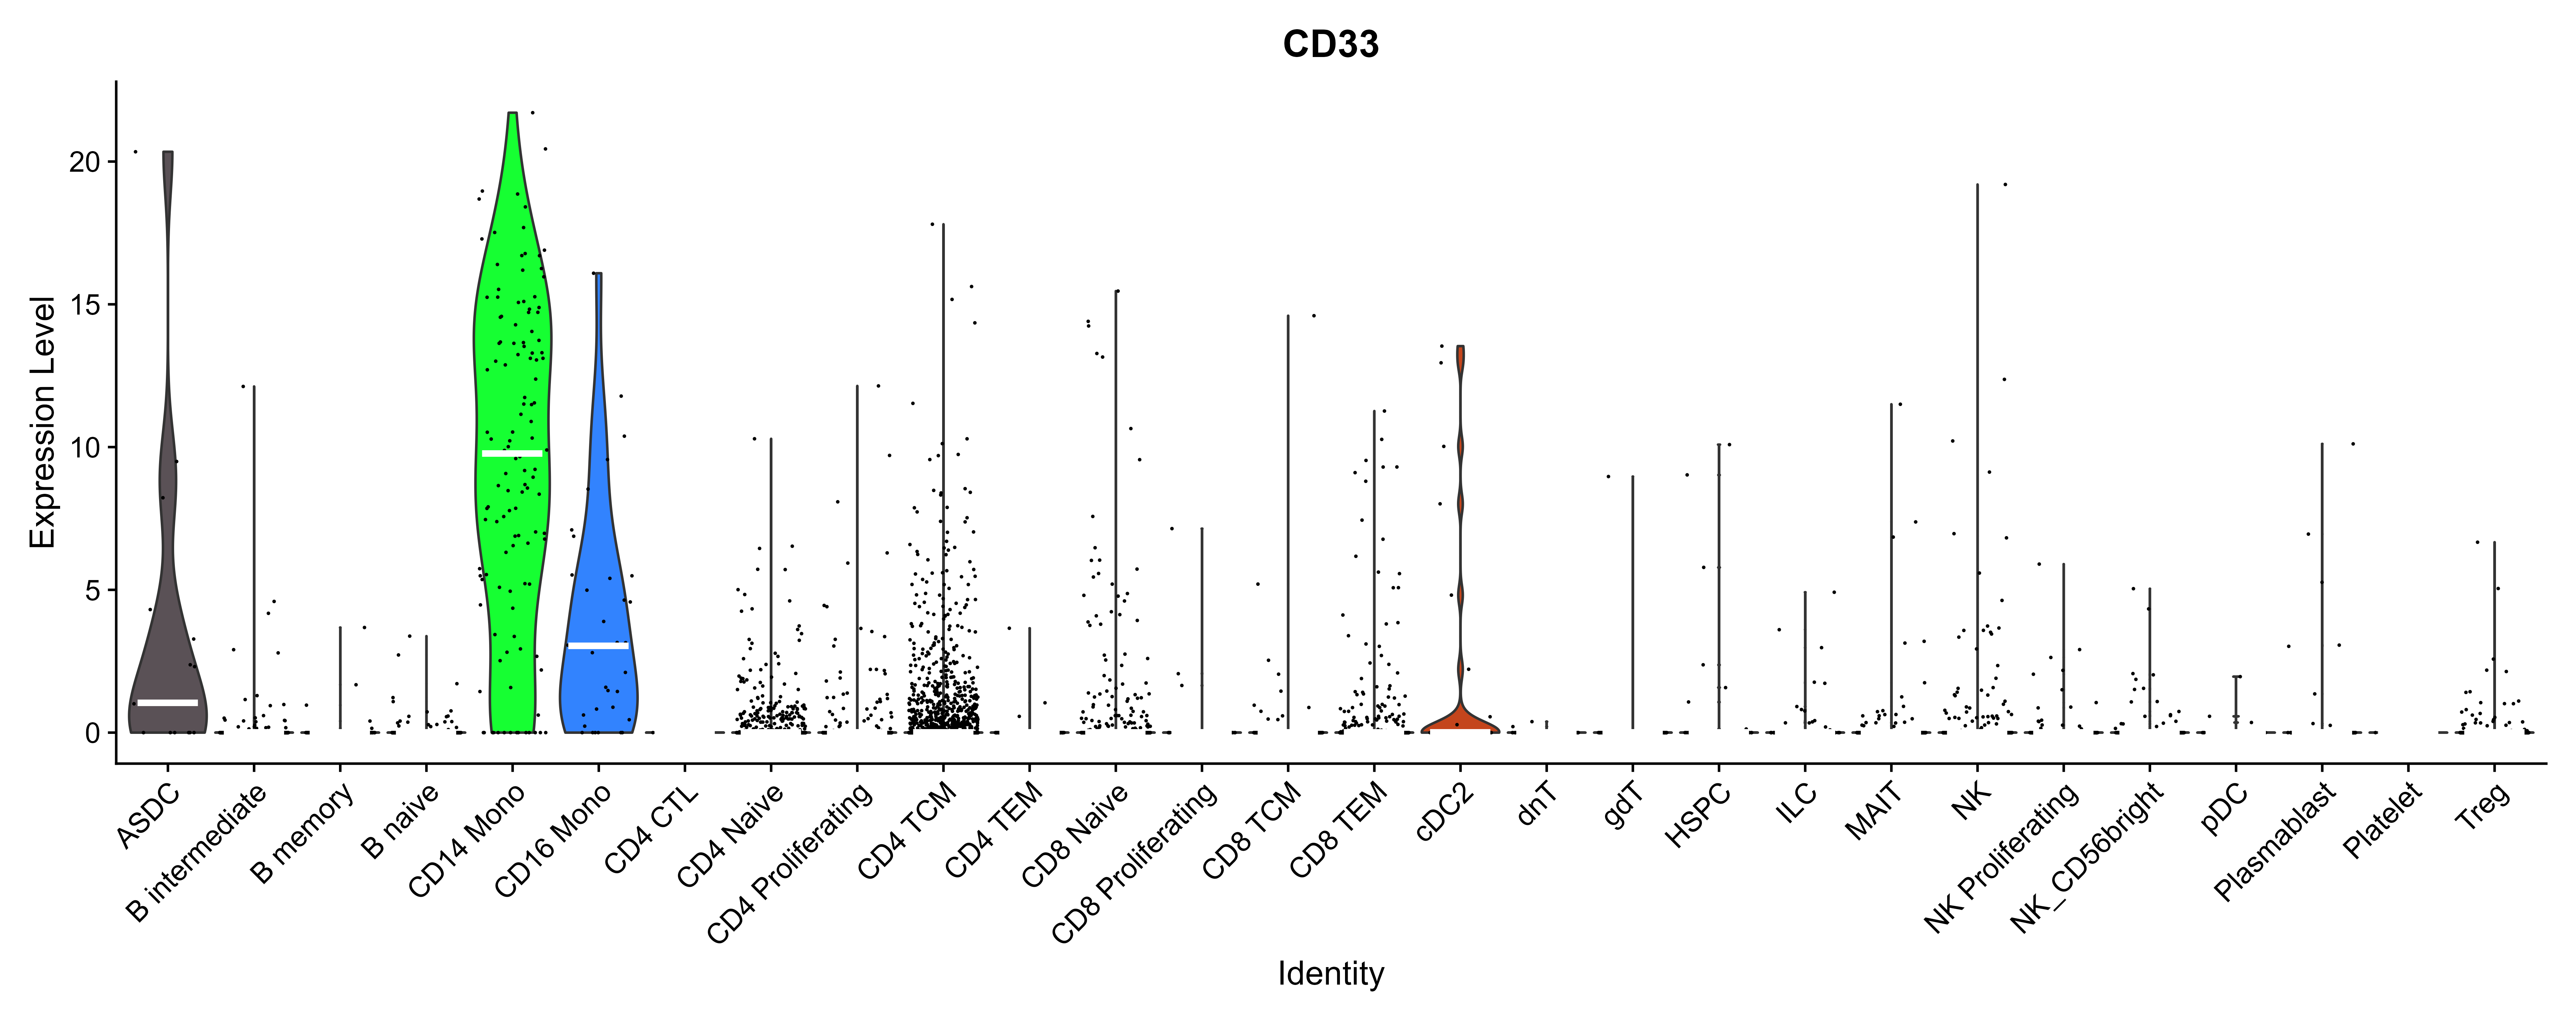 CD33
Expression Level
20
15
10
5
0
ASDC
B intermediate
B memory
B naive
CD14 Mono
CD16 Mono
CD4 CTL
CD4 Naive
CD4 Proliferating
CD4 TCM
CD4 TEM
CD8 Naive
CD8 Proliferating
CD8 TCM
CD8 TEM
cDC2
dnT
gdT
HSPC
ILC
MAIT
NK
NK Proliferating
NK_CD56bright
pDC
Plasmablast
Platelet
Treg
Identity